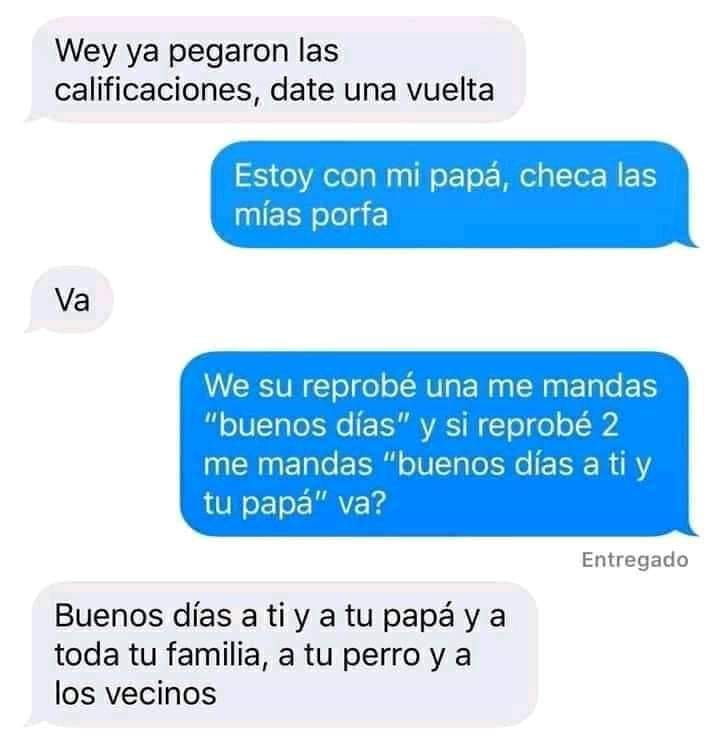 Wey ya pegaron las
calificaciones, date una vuelta
Estoy con mi papá, checa las
mías porfa
Va
We su reprobé una me mandas
“buenos días” y si reprobé 2
me mandas “buenos días a ti y
tu papá” va?
Entregado
Buenos días a ti y a tu papá y a
toda tu familia, a tu perro y a
los vecinos